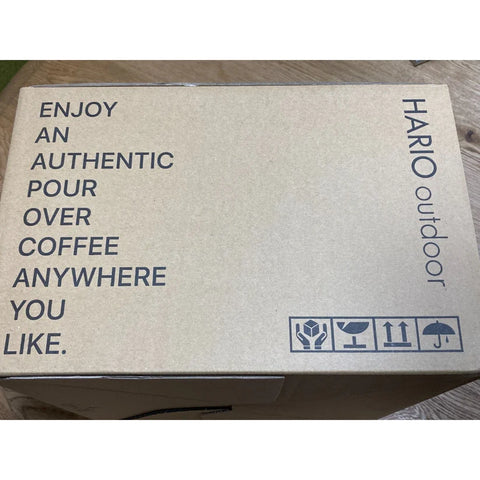 ENJOY
AN
AUTHENTIC
POUR
OVER
COFFEE
ANYWHERE
YOU
LIKE.
HARIO outdoor